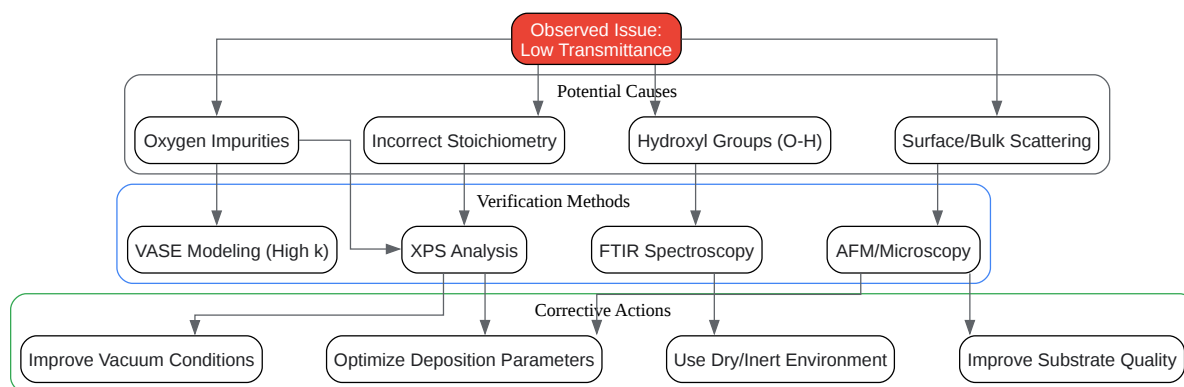 Observed Issue:
Low Transmittance
Potential Causes
Oxygen Impurities
Incorrect Stoichiometry
Hydroxyl Groups (O-H)
Surface/Bulk Scattering
Verification Methods
VASE Modeling (High k)
XPS Analysis
FTIR Spectroscopy
AFM/Microscopy
Corrective Actions
Improve Vacuum Conditions
Optimize Deposition Parameters
Use Dry/Inert Environment
Improve Substrate Quality